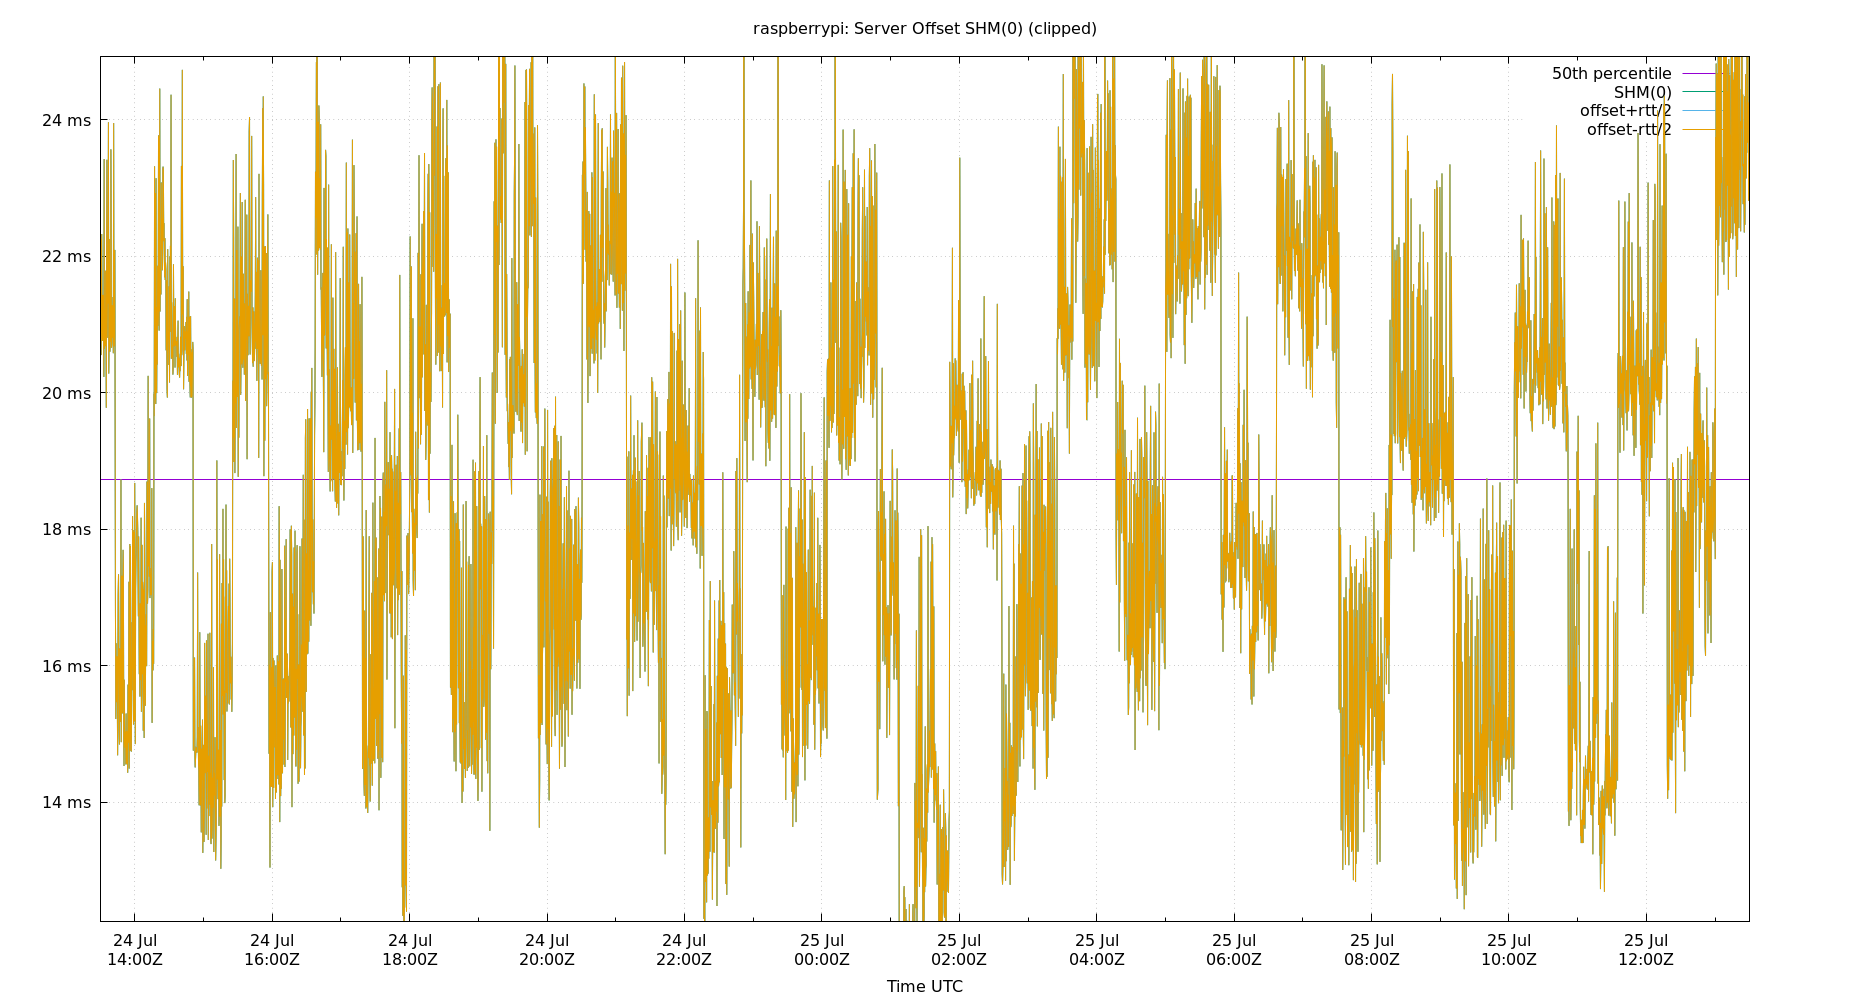 raspberrypi: Server Offset SHM(0) (clipped)
50th percentile
SHM(0)
offset+rtt/2
offset-rtt/2
24 ms
22 ms
20 ms
18 ms
16 ms
14 ms
24 Jul 24 Jul 24 Jul 24 Jul 24 Jul 25 Jul 25 Jul 25 Jul 25 Jul 25 Jul 25 Jul 25 Jul
14:00Z 16:00Z 18:00Z 20:00Z 22:00Z 00:00Z 02:00Z 04:00Z 06:00Z 08:00Z 10:00Z 12:00Z
Time UTC